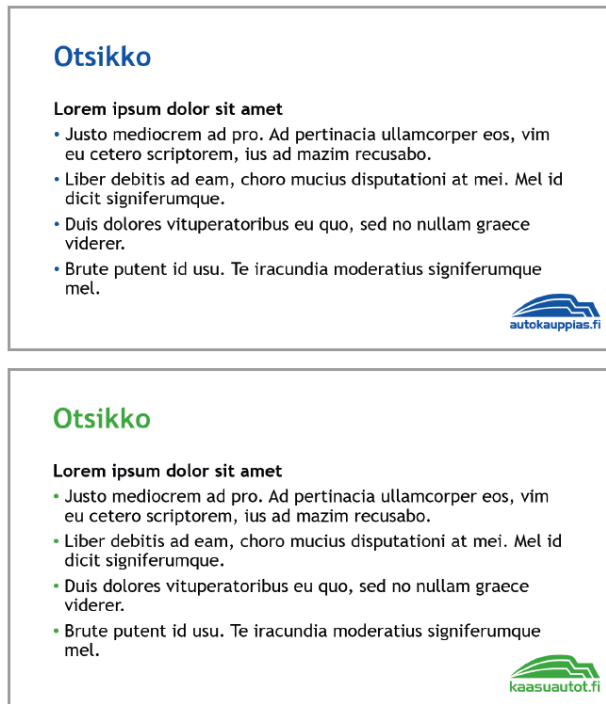 Otsikko
Lorem ipsum dolor sit amet
• Justo mediocrem ad pro. Ad pertinacia ullamcorper eos, vim
eu cetero scriptorem, ius ad mazim recusabo.
• Liber debitis ad eam, choro mucius disputationi at mei. Mel id
dicit signiferumque.
• Duis dolores vituperatoribus eu quo, sed no nullam graece
viderer.
• Brute putent id usu. Te iracundia moderatius signiferumque
mel.
autokauppias.fi
Otsikko
Lorem ipsum dolor sit amet
• Justo mediocrem ad pro. Ad pertinacia ullamcorper eos, vim
eu cetero scriptorem, ius ad mazim recusabo.
• Liber debitis ad eam, choro mucius disputationi at mei. Mel id
dicit signiferumque.
• Duis dolores vituperatoribus eu quo, sed no nullam graece
viderer.
• Brute putent id usu. Te iracundia moderatius signiferumque
mel.
kaasuautot.fi